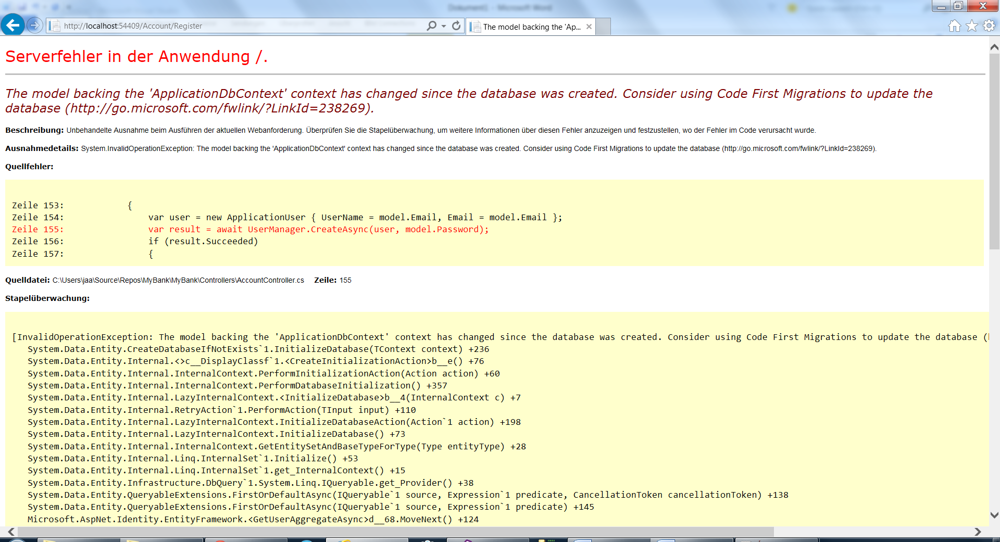 Dokument1 - Microsoft Word
http://localhost:54409/Account/Register
The model backing the 'Ap...
Serverfehler in der Anwendung /.
The model backing the 'ApplicationDbContext' context has changed since the database was created. Consider using Code First Migrations to update the
database (http://go.microsoft.com/fwlink/?LinkId=238269).
Beschreibung: Unbehandelte Ausnahme beim Ausführen der aktuellen Webanforderung. Überprüfen Sie die Stapelüberwachung, um weitere Informationen über diesen Fehler anzuzeigen und festzustellen, wo der Fehler im Code verursacht wurde.
Ausnahmedetails: System.InvalidOperationException: The model backing the 'ApplicationDbContext' context has changed since the database was created. Consider using Code First Migrations to update the database (http://go.microsoft.com/fwlink/?LinkId=238269).
Quellfehler:
Zeile 153:            {
Zeile 154:                var user = new ApplicationUser { UserName = model.Email, Email = model.Email };
Zeile 155:                var result = await UserManager.CreateAsync(user, model.Password);
Zeile 156:                if (result.Succeeded)
Zeile 157:                {
Quelldatei: C:\Users\jaa\Source\Repos\MyBank\MyBank\Controllers\AccountController.cs    Zeile: 155
Stapelüberwachung:
[InvalidOperationException: The model backing the 'ApplicationDbContext' context has changed since the database was created. Consider using Code First Migrations to update the database (
System.Data.Entity.CreateDatabaseIfNotExists`1.InitializeDatabase(TContext context) +236
System.Data.Entity.Internal.<>c__DisplayClassf`1.<CreateInitializationAction>b__e() +76
System.Data.Entity.Internal.InternalContext.PerformInitializationAction(Action action) +60
System.Data.Entity.Internal.InternalContext.PerformDatabaseInitialization() +357
System.Data.Entity.Internal.LazyInternalContext.<InitializeDatabase>b__4(InternalContext c) +7
System.Data.Entity.Internal.RetryAction`1.PerformAction(TInput input) +110
System.Data.Entity.Internal.LazyInternalContext.InitializeDatabaseAction(Action`1 action) +198
System.Data.Entity.Internal.LazyInternalContext.InitializeDatabase() +73
System.Data.Entity.Internal.InternalContext.GetEntitySetAndBaseTypeForType(Type entityType) +28
System.Data.Entity.Internal.Linq.InternalSet`1.Initialize() +53
System.Data.Entity.Internal.Linq.InternalSet`1.get_InternalContext() +15
System.Data.Entity.Infrastructure.DbQuery`1.System.Linq.IQueryable.get_Provider() +38
System.Data.Entity.QueryableExtensions.FirstOrDefaultAsync(IQueryable`1 source, Expression`1 predicate, CancellationToken cancellationToken) +138
System.Data.Entity.QueryableExtensions.FirstOrDefaultAsync(IQueryable`1 source, Expression`1 predicate) +145
Microsoft.AspNet.Identity.EntityFramework.<GetUserAggregateAsync>d__68.MoveNext() +124